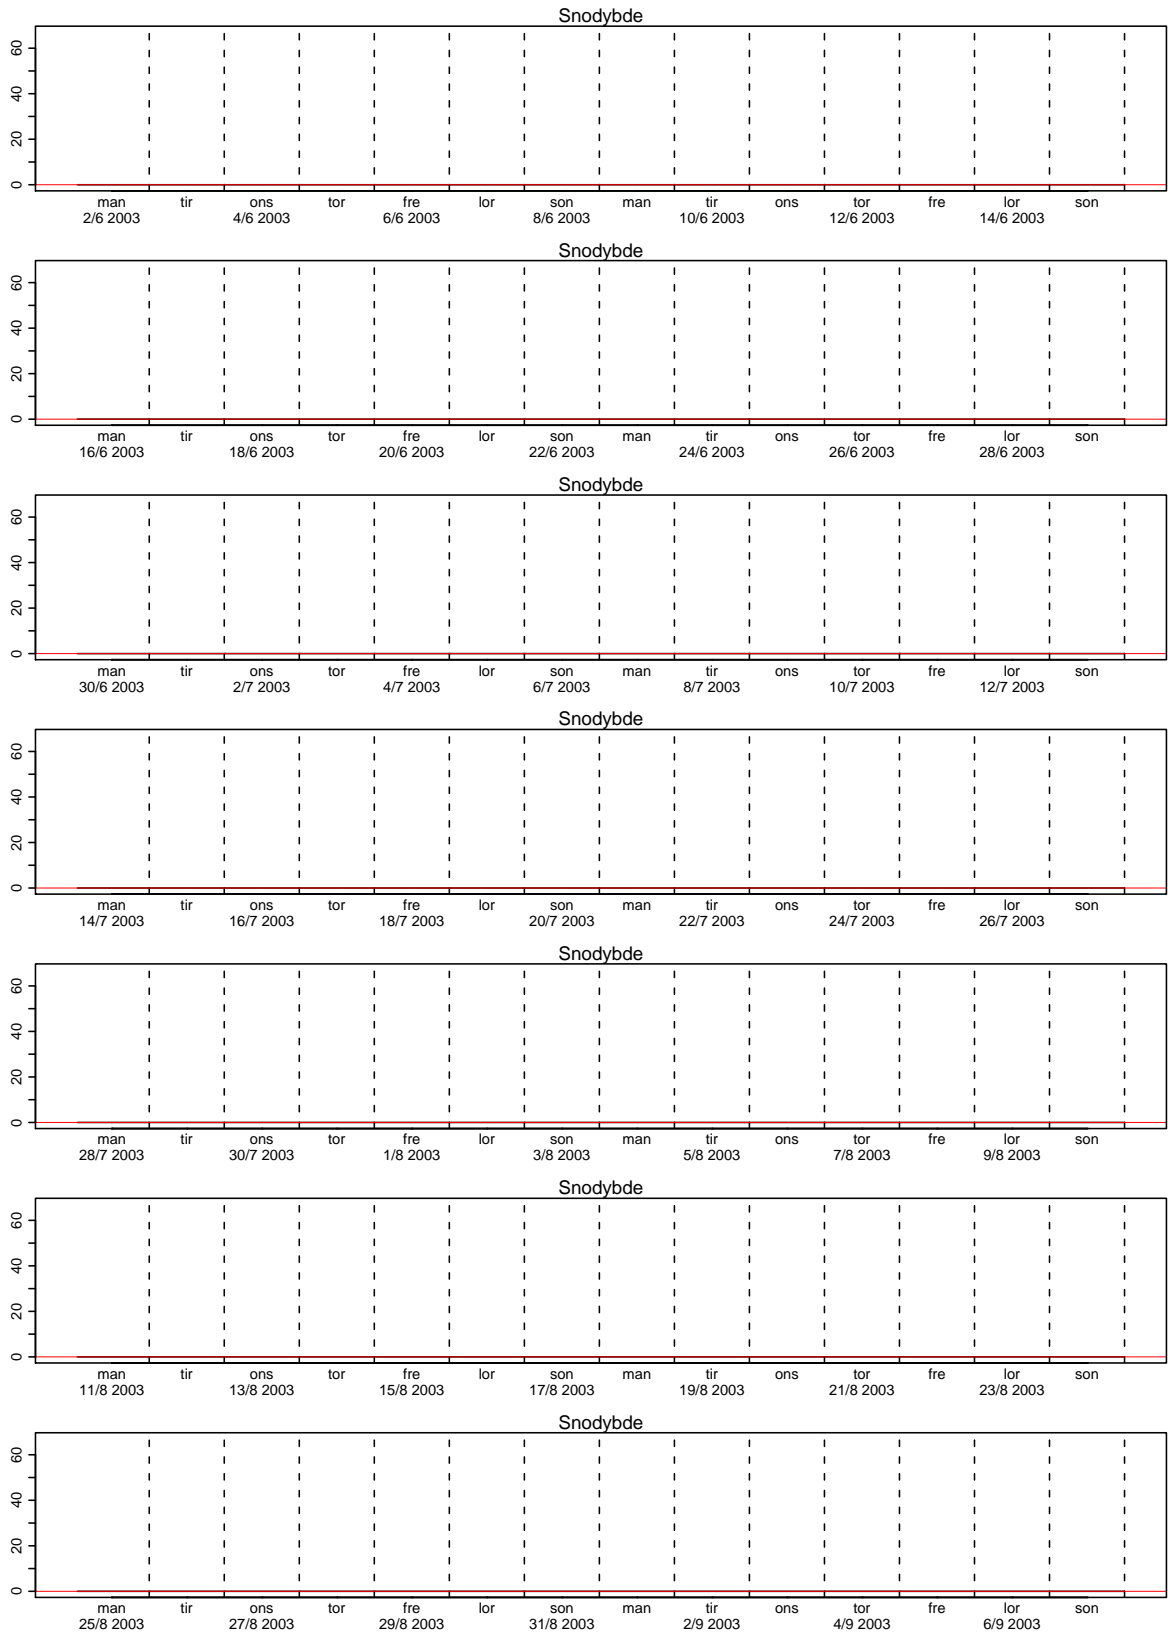 Snodybde
60
40
20
0
man tir ons tor fre lor son man tir ons tor fre lor son
2/6 2003 4/6 2003 6/6 2003 8/6 2003 10/6 2003 12/6 2003 14/6 2003
Snodybde
60
40
20
0
man tir ons tor fre lor son man tir ons tor fre lor son
16/6 2003 18/6 2003 20/6 2003 22/6 2003 24/6 2003 26/6 2003 28/6 2003
Snodybde
60
40
20
0
man tir ons tor fre lor son man tir ons tor fre lor son
30/6 2003 2/7 2003 4/7 2003 6/7 2003 8/7 2003 10/7 2003 12/7 2003
Snodybde
60
40
20
0
man tir ons tor fre lor son man tir ons tor fre lor son
14/7 2003 16/7 2003 18/7 2003 20/7 2003 22/7 2003 24/7 2003 26/7 2003
Snodybde
60
40
20
0
man tir ons tor fre lor son man tir ons tor fre lor son
28/7 2003 30/7 2003 1/8 2003 3/8 2003 5/8 2003 7/8 2003 9/8 2003
Snodybde
60
40
20
0
man tir ons tor fre lor son man tir ons tor fre lor son
11/8 2003 13/8 2003 15/8 2003 17/8 2003 19/8 2003 21/8 2003 23/8 2003
Snodybde
60
40
20
0
man tir ons tor fre lor son man tir ons tor fre lor son
25/8 2003 27/8 2003 29/8 2003 31/8 2003 2/9 2003 4/9 2003 6/9 2003